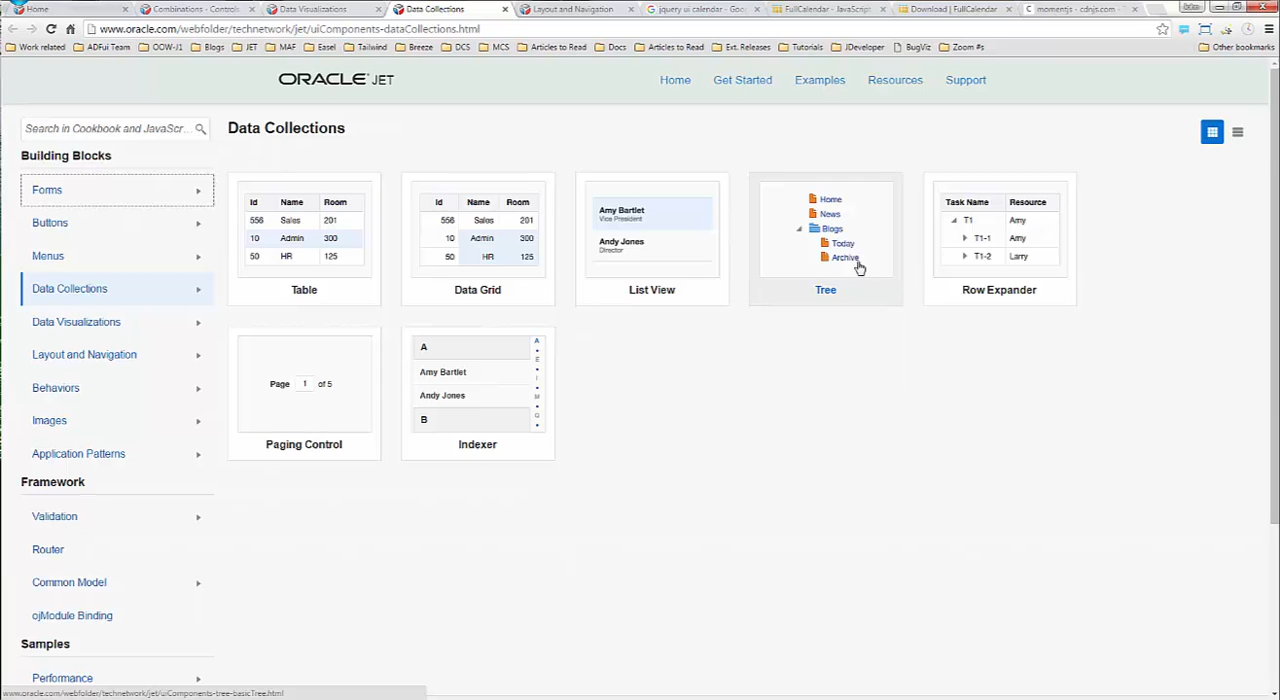 Home
Combinations - Controls
Data Visualizations
Data Collections
Layout and Navigation
jquery ui calendar - Goo
FullCalendar - JavaScrip
Download | FullCalendar
momentjs - cdnjs.com - T
www.oracle.com/webfolder/technetwork/jet/uiComponents-dataCollections.html
Work related ADFui Team OOW-J1 Blogs JET MAF Easel Tailwind Breeze DCS MCS Articles to Read Docs Articles to Read Ext. Releases Tutorials JDeveloper BugViz Zoom #s Other bookmarks
ORACLE JET
Home Get Started Examples Resources Support
Search in Cookbook and JavaScr...
Building Blocks
Forms
Buttons
Menus
Data Collections
Data Visualizations
Layout and Navigation
Behaviors
Images
Application Patterns
Framework
Validation
Router
Common Model
ojModule Binding
Samples
Performance
Data Collections
Id Name Room
556 Sales 201
10 Admin 300
50 HR 125
Table
Id Name Room
556 Sales 201
10 Admin 300
50 HR 125
Data Grid
Amy Bartlet
Vice President
Andy Jones
Director
List View
Home
News
Blogs
Today
Archive
Tree
Task Name Resource
T1 Amy
T1-1 Amy
T1-2 Larry
Row Expander
Page 1 of 5
Paging Control
A
Amy Bartlet
Andy Jones
B
A
E
I
M
Q
Indexer
www.oracle.com/webfolder/technetwork/jet/uiComponents-tree-basicTree.html